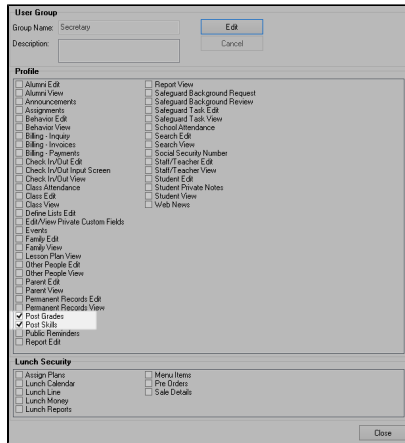 User Group
Group Name: Secretary
Edit
Description:
Cancel
Profile
Alumni Edit
Alumni View
Announcements
Assignments
Behavior Edit
Behavior View
Billing - Inquiry
Billing - Invoices
Billing - Payments
Check In/Out Edit
Check In/Out Input Screen
Check In/Out View
Class Attendance
Class Edit
Class View
Define Lists Edit
Edit/View Private Custom Fields
Events
Family Edit
Family View
Lesson Plan View
Other People Edit
Other People View
Parent Edit
Parent View
Permanent Records Edit
Permanent Records View
Post Grades
Post Skills
Public Reminders
Report Edit
Report View
Safeguard Background Request
Safeguard Background Review
Safeguard Task Edit
Safeguard Task View
School Attendance
Search Edit
Search View
Social Security Number
Staff/Teacher Edit
Staff/Teacher View
Student Edit
Student Private Notes
Student View
Web News
Lunch Security
Assign Plans
Lunch Calendar
Lunch Line
Lunch Money
Lunch Reports
Menu Items
Pre Orders
Sale Details
Close